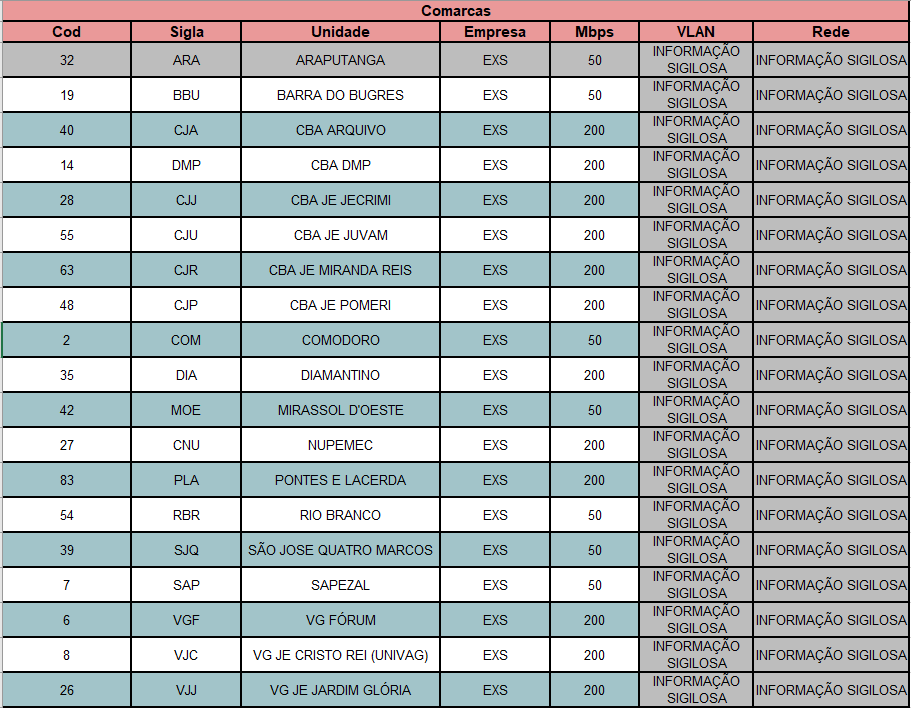 Comarcas
Cod Sigla Unidade Empresa Mbps VLAN Rede
32 ARA ARAPUTANGA EXS 50 INFORMAÇÃO SIGILOSA INFORMAÇÃO SIGILOSA
19 BBU BARRA DO BUGRES EXS 50 INFORMAÇÃO SIGILOSA INFORMAÇÃO SIGILOSA
40 CJA CBA ARQUIVO EXS 200 INFORMAÇÃO SIGILOSA INFORMAÇÃO SIGILOSA
14 DMP CBA DMP EXS 200 INFORMAÇÃO SIGILOSA INFORMAÇÃO SIGILOSA
28 CJJ CBA JE JECRIMI EXS 200 INFORMAÇÃO SIGILOSA INFORMAÇÃO SIGILOSA
55 CJU CBA JE JUVAM EXS 200 INFORMAÇÃO SIGILOSA INFORMAÇÃO SIGILOSA
63 CJR CBA JE MIRANDA REIS EXS 200 INFORMAÇÃO SIGILOSA INFORMAÇÃO SIGILOSA
48 CJP CBA JE POMERI EXS 200 INFORMAÇÃO SIGILOSA INFORMAÇÃO SIGILOSA
2 COM COMODORO EXS 50 INFORMAÇÃO SIGILOSA INFORMAÇÃO SIGILOSA
35 DIA DIAMANTINO EXS 200 INFORMAÇÃO SIGILOSA INFORMAÇÃO SIGILOSA
42 MOE MIRASSOL D'OESTE EXS 50 INFORMAÇÃO SIGILOSA INFORMAÇÃO SIGILOSA
27 CNU NUPEMEC EXS 200 INFORMAÇÃO SIGILOSA INFORMAÇÃO SIGILOSA
83 PLA PONTES E LACERDA EXS 200 INFORMAÇÃO SIGILOSA INFORMAÇÃO SIGILOSA
54 RBR RIO BRANCO EXS 50 INFORMAÇÃO SIGILOSA INFORMAÇÃO SIGILOSA
39 SJQ SÃO JOSE QUATRO MARCOS EXS 50 INFORMAÇÃO SIGILOSA INFORMAÇÃO SIGILOSA
7 SAP SAPEZAL EXS 50 INFORMAÇÃO SIGILOSA INFORMAÇÃO SIGILOSA
6 VGF VG FÓRUM EXS 200 INFORMAÇÃO SIGILOSA INFORMAÇÃO SIGILOSA
8 VJC VG JE CRISTO REI (UNIVAG) EXS 200 INFORMAÇÃO SIGILOSA INFORMAÇÃO SIGILOSA
26 VJJ VG JE JARDIM GLÓRIA EXS 200 INFORMAÇÃO SIGILOSA INFORMAÇÃO SIGILOSA